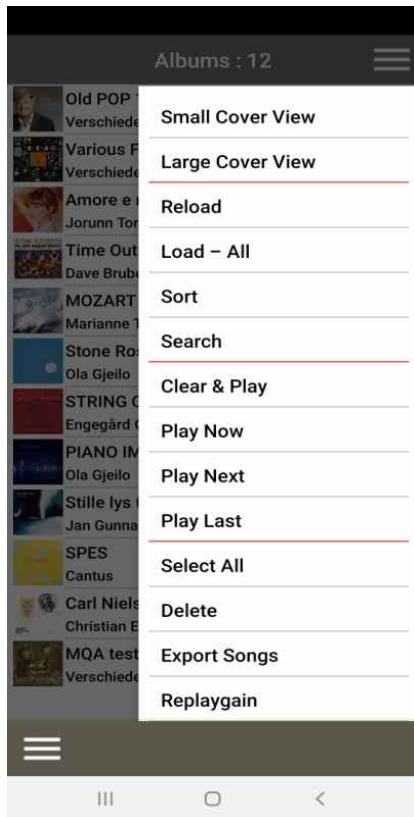 Albums : 12
Old POP
Verschiede
Various F
Verschiede
Amore e
Jorunn Tor
Time Out
Dave Brube
MOZART
Marianne
Stone Ro
Ola Gjeilo
STRING
Engegård
PIANO IM
Ola Gjeilo
Stille lys
Jan Gunna
SPES
Cantus
Carl Niels
Christian E
MQA test
Verschiede
Small Cover View
Large Cover View
Reload
Load – All
Sort
Search
Clear & Play
Play Now
Play Next
Play Last
Select All
Delete
Export Songs
Replaygain